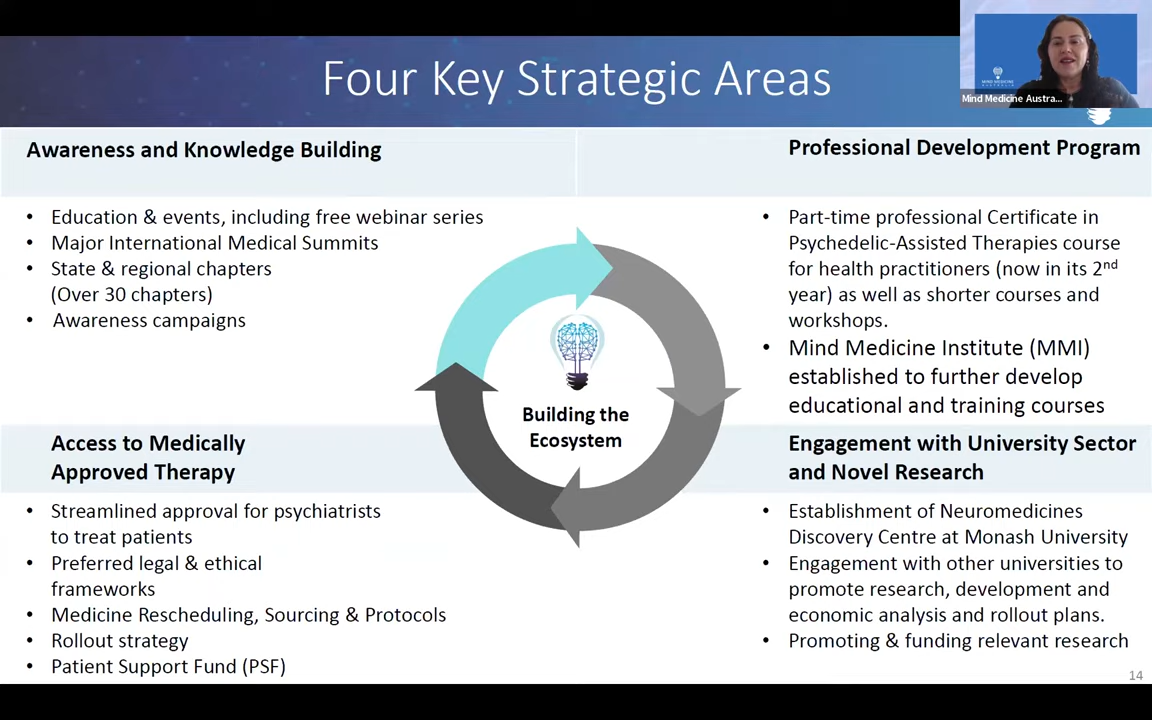 Four Key Strategic Areas
MIND MEDICINE
AUSTRALIA
Mind Medicine Austra...
Awareness and Knowledge Building
• Education & events, including free webinar series
• Major International Medical Summits
• State & regional chapters
(Over 30 chapters)
• Awareness campaigns
Professional Development Program
• Part-time professional Certificate in
Psychedelic-Assisted Therapies course
for health practitioners (now in its 2nd
year) as well as shorter courses and
workshops.
• Mind Medicine Institute (MMI)
established to further develop
educational and training courses
Building the
Ecosystem
Access to Medically
Approved Therapy
• Streamlined approval for psychiatrists
to treat patients
• Preferred legal & ethical
frameworks
• Medicine Rescheduling, Sourcing & Protocols
• Rollout strategy
• Patient Support Fund (PSF)
Engagement with University Sector
and Novel Research
• Establishment of Neuromedicines
Discovery Centre at Monash University
• Engagement with other universities to
promote research, development and
economic analysis and rollout plans.
• Promoting & funding relevant research
14